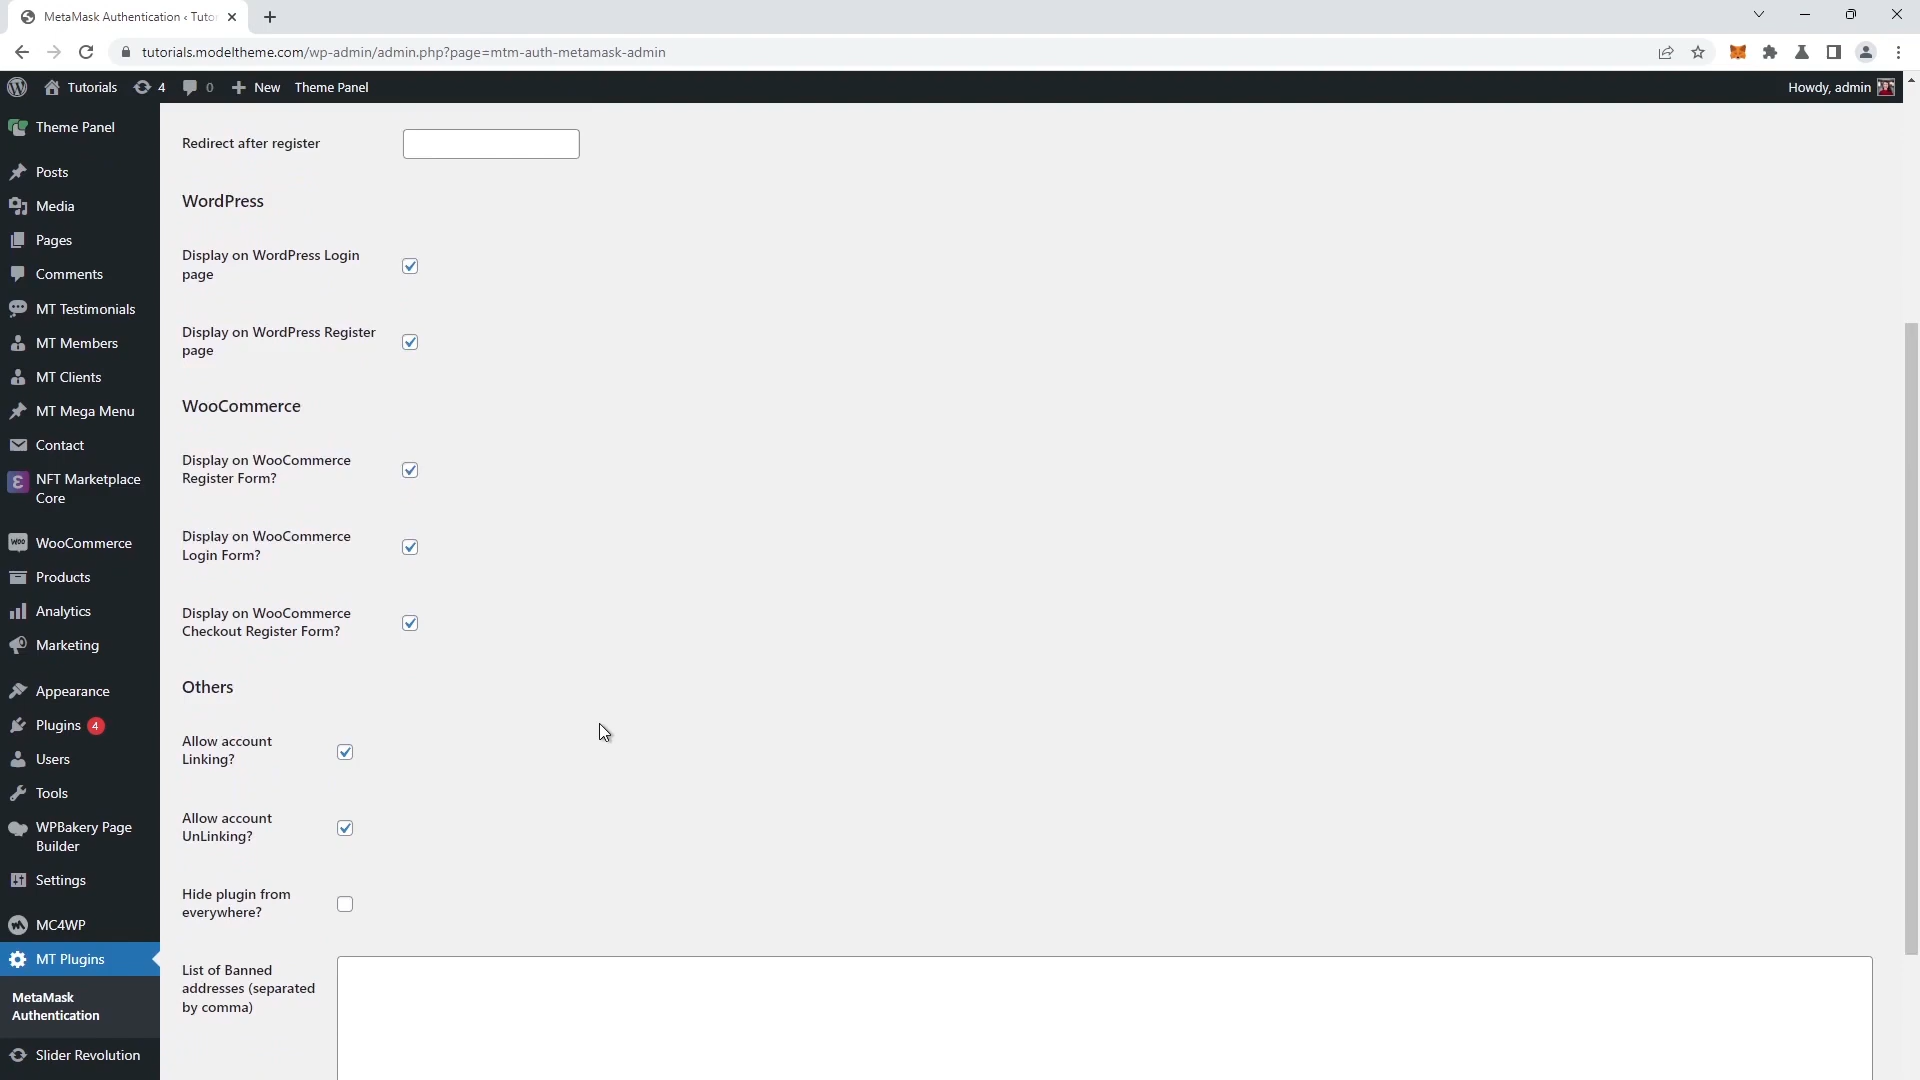 MetaMask Authentication ‹ Tuto
tutorials.modeltheme.com/wp-admin/admin.php?page=mtm-auth-metamask-admin
Tutorials
4
0
New
Theme Panel
Howdy, admin
Theme Panel
Posts
Media
Pages
Comments
MT Testimonials
MT Members
MT Clients
MT Mega Menu
Contact
NFT Marketplace
Core
WooCommerce
Products
Analytics
Marketing
Appearance
Plugins 4
Users
Tools
WPBakery Page
Builder
Settings
MC4WP
MT Plugins
MetaMask
Authentication
Slider Revolution
Redirect after register
WordPress
Display on WordPress Login
page
Display on WordPress Register
page
WooCommerce
Display on WooCommerce
Register Form?
Display on WooCommerce
Login Form?
Display on WooCommerce
Checkout Register Form?
Others
Allow account
Linking?
Allow account
UnLinking?
Hide plugin from
everywhere?
List of Banned
addresses (separated
by comma)